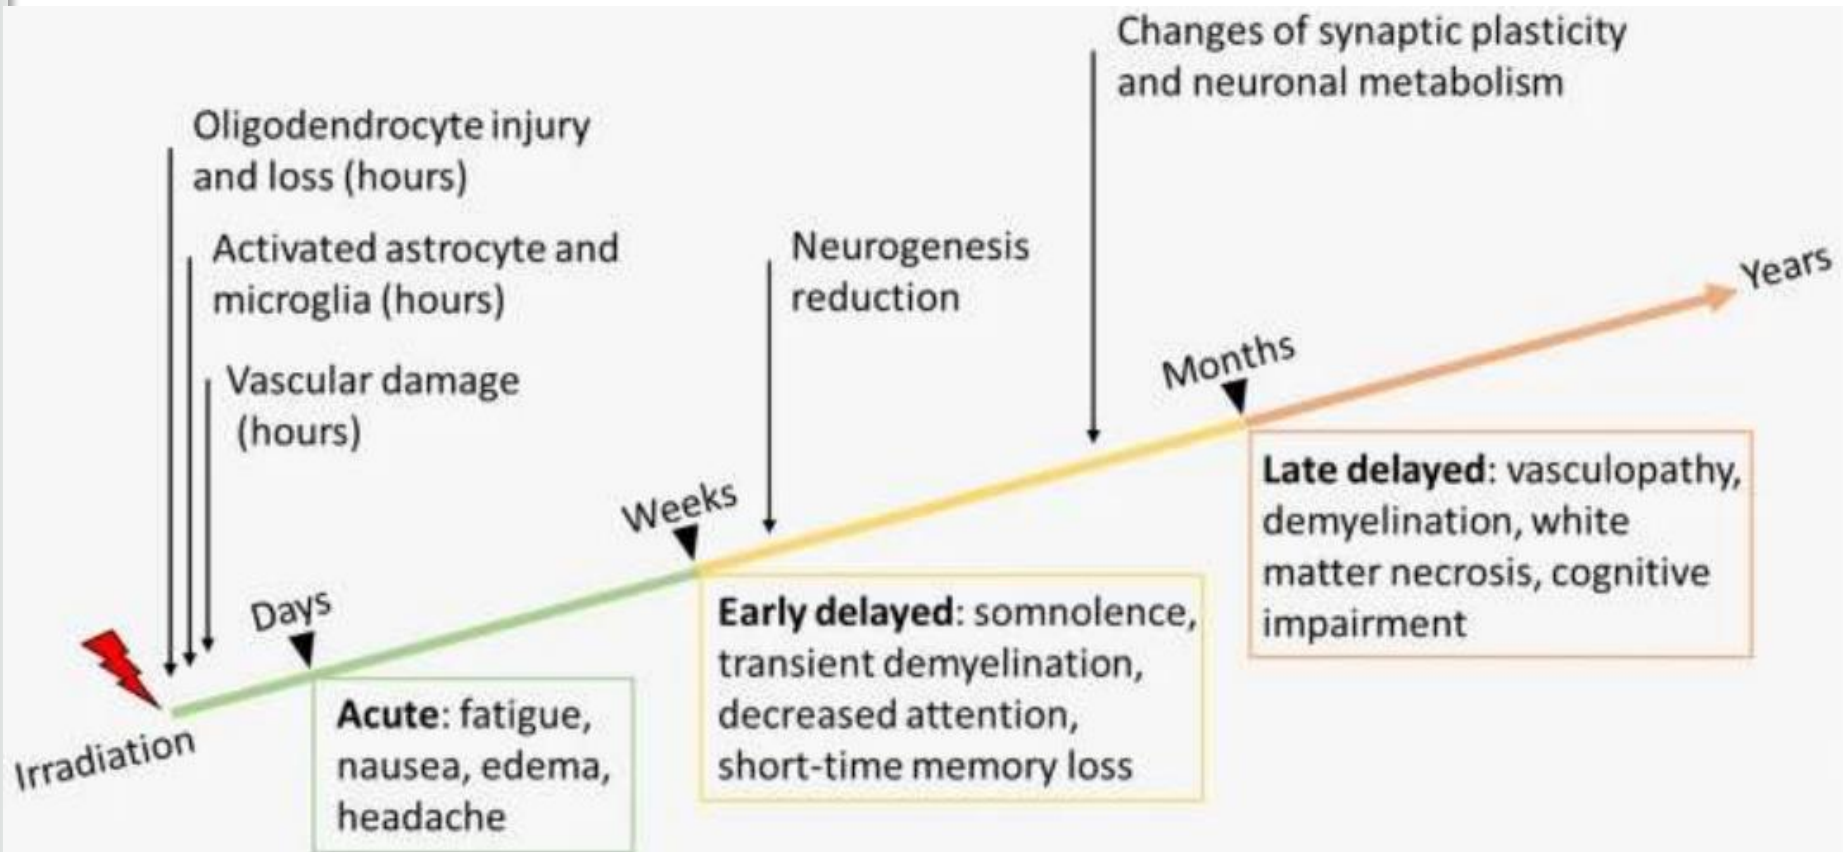 Changes of synaptic plasticity
and neuronal metabolism
Oligodendrocyte injury
and loss (hours)
Activated astrocyte and
microglia (hours)
Neurogenesis
reduction
Vascular damage
(hours)
Years
Months
Weeks
Days
Irradiation
Late delayed: vasculopathy,
demyelination, white
matter necrosis, cognitive
impairment
Early delayed: somnolence,
transient demyelination,
decreased attention,
short-time memory loss
Acute: fatigue,
nausea, edema,
headache